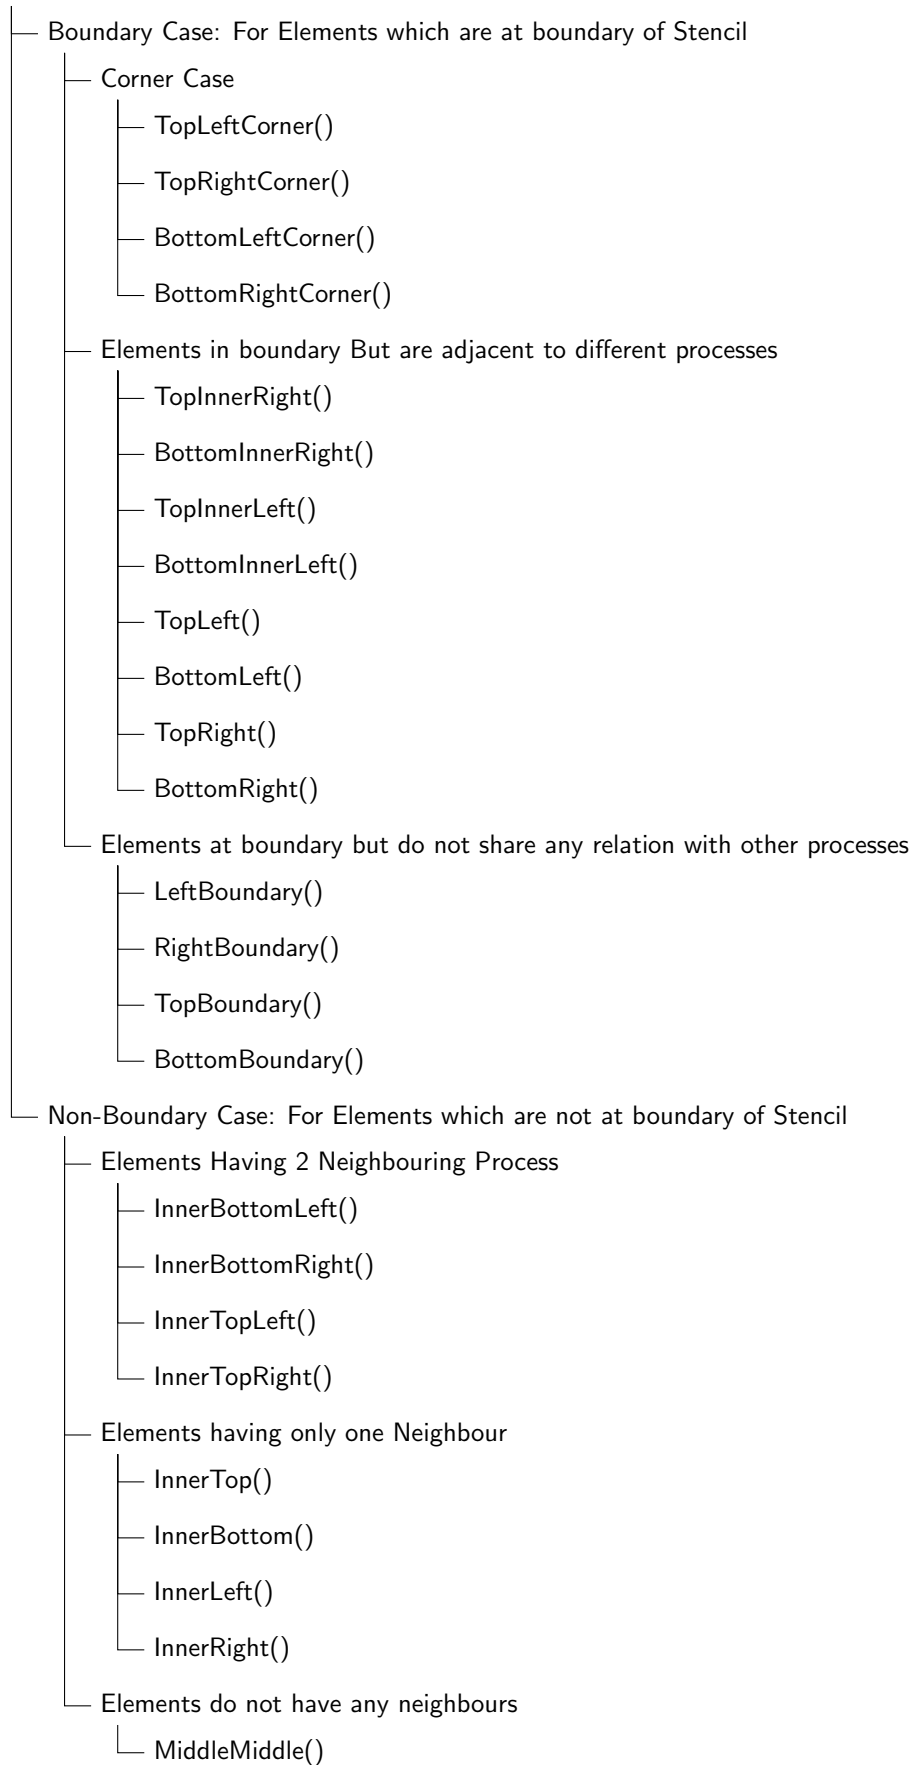 Boundary Case: For Elements which are at boundary of Stencil
Corner Case
TopLeftCorner()
TopRightCorner()
BottomLeftCorner()
BottomRightCorner()
Elements in boundary But are adjacent to different processes
TopInnerRight()
BottomInnerRight()
TopInnerLeft()
BottomInnerLeft()
TopLeft()
BottomLeft()
TopRight()
BottomRight()
Elements at boundary but do not share any relation with other processes
LeftBoundary()
RightBoundary()
TopBoundary()
BottomBoundary()
Non-Boundary Case: For Elements which are not at boundary of Stencil
Elements Having 2 Neighbouring Process
InnerBottomLeft()
InnerBottomRight()
InnerTopLeft()
InnerTopRight()
Elements having only one Neighbour
InnerTop()
InnerBottom()
InnerLeft()
InnerRight()
Elements do not have any neighbours
MiddleMiddle()